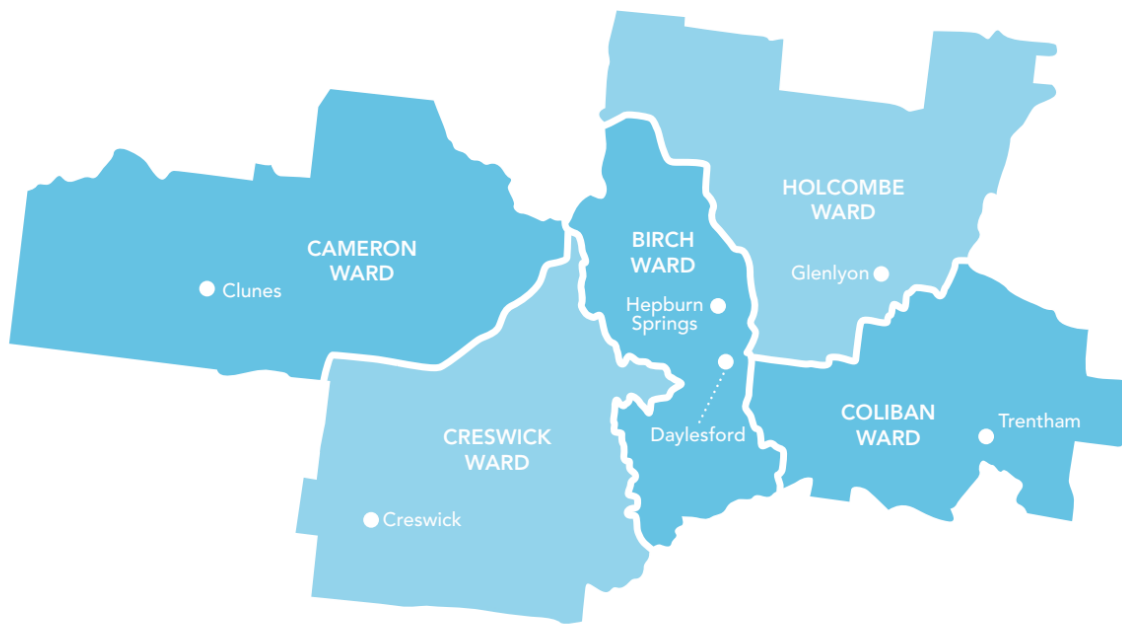 HOLCOMBE
WARD
Glenlyon
BIRCH
WARD
Hepburn
Springs
Daylesford
CAMERON
WARD
Clunes
COLIBAN
WARD
Trentham
CRESWICK
WARD
Creswick